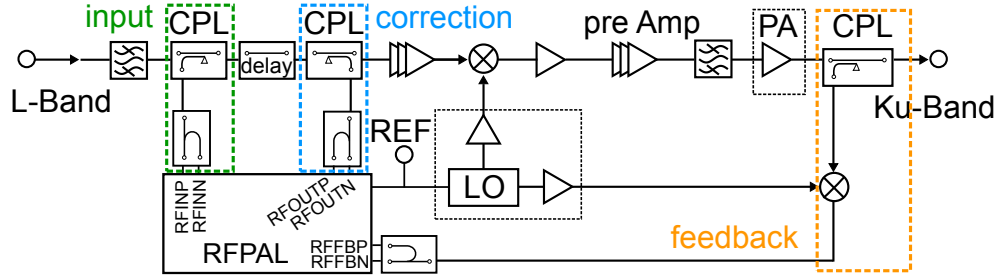 input
correction
CPL
CPL
pre Amp
PA
CPL
delay
L-Band
Ku-Band
REF
LO
RFINP
RFINN
RFOUTP
RFOUTN
RFPAL
RFFBP
RFFBN
feedback